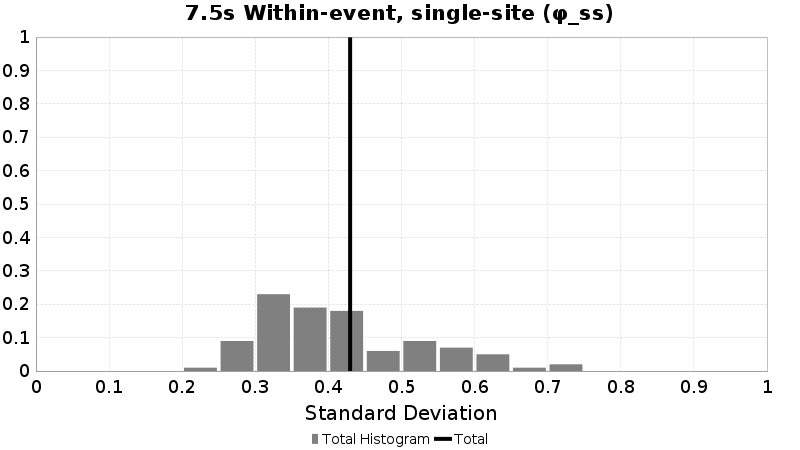 7.5s Within-event, single-site (φ_ss)
1
0.9
0.8
0.7
0.6
0.5
0.4
0.3
0.2
0.1
0
0 0.1 0.2 0.3 0.4 0.5 0.6 0.7 0.8 0.9 1
Standard Deviation
Total Histogram Total